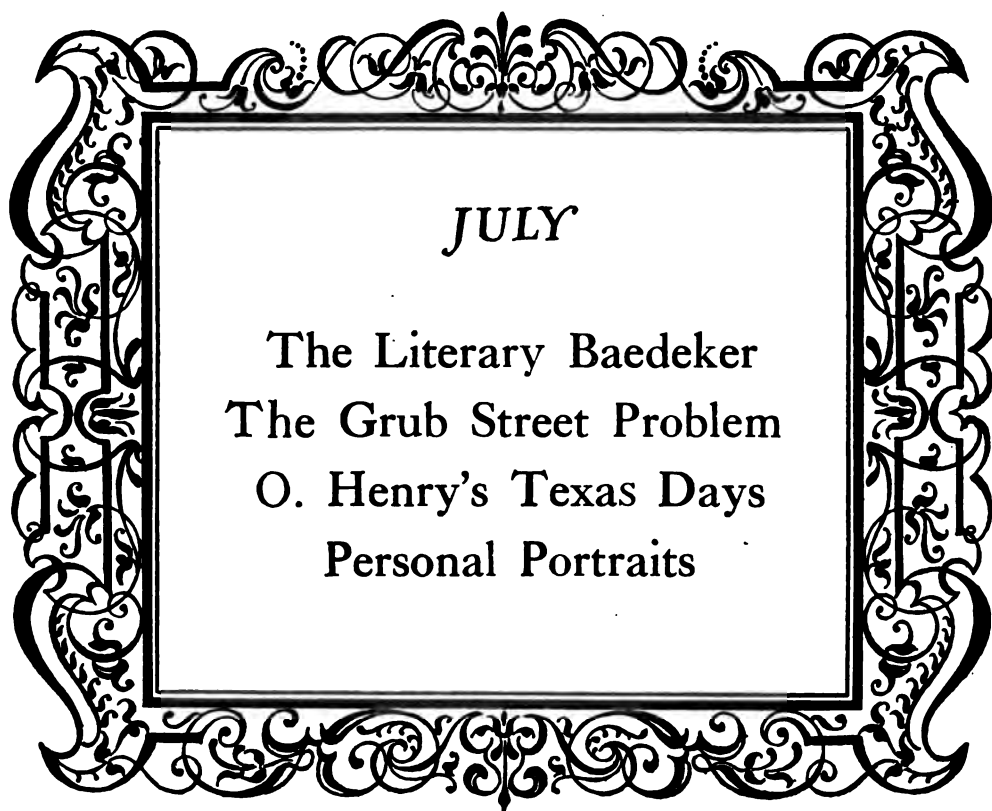 JULY
The Literary Baedeker
The Grub Street Problem
O. Henry's Texas Days
Personal Portraits